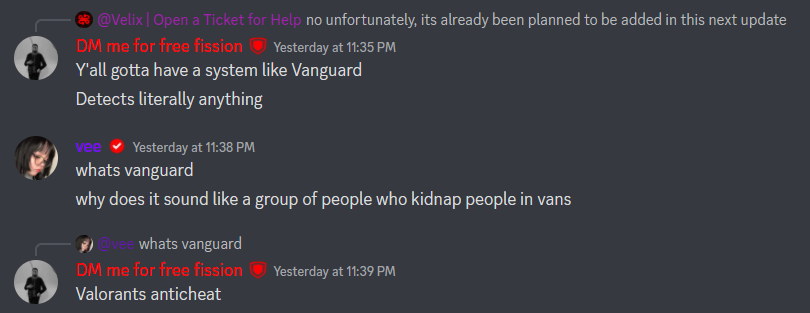 @Velix | Open a Ticket for Help no unfortunately, its already been planned to be added in this next update
DM me for free fission Yesterday at 11:35 PM
Y'all gotta have a system like Vanguard
Detects literally anything
vee Yesterday at 11:38 PM
whats vanguard
why does it sound like a group of people who kidnap people in vans
@vee whats vanguard
DM me for free fission Yesterday at 11:39 PM
Valorants anticheat